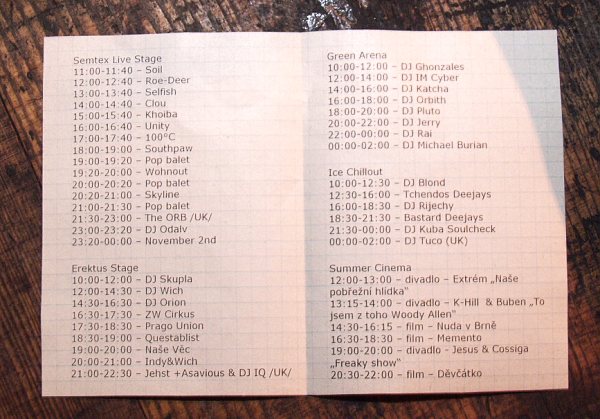 Semtex Live Stage
11:00-11:40 – Soil
12:00-12:40 – Roe-Deer
13:00-13:40 – Selfish
14:00-14:40 – Clou
15:00-15:40 – Khoiba
16:00-16:40 – Unity
17:00-17:40 – 100°C
18:00-19:00 – Southpaw
19:00-19:20 – Pop balet
19:20-20:00 – Wohnout
20:00-20:20 – Pop balet
20:20-21:00 – Skyline
21:00-21:30 – Pop balet
21:30-23:00 – The ORB /UK/
23:00-23:20 – DJ Odalv
23:20-00:00 – November 2nd
Erektus Stage
10:00-12:00 – DJ Skupla
12:00-14:30 – DJ Wich
14:30-16:30 – DJ Orion
16:30-17:30 – ZW Cirkus
17:30-18:30 – Prago Union
18:30-19:00 – Questablist
19:00-20:00 – Naše Věc
20:00-21:00 – Indy&Wich
21:00-22:30 – Jehst +Asavious & DJ IQ /UK/
Green Arena
10:00-12:00 – DJ Ghonzales
12:00-14:00 – DJ IM Cyber
14:00-16:00 – DJ Katcha
16:00-18:00 – DJ Orbith
18:00-20:00 – DJ Pluto
20:00-22:00 – DJ Jerry
22:00-00:00 – DJ Rai
00:00-02:00 – DJ Michael Burian
Ice Chillout
10:00-12:30 – DJ Blond
12:30-16:00 – Tchendos Deejays
16:00-18:30 – DJ Rijechy
18:30-21:30 – Bastard Deejays
21:30-00:00 – DJ Kuba Soulcheck
00:00-02:00 – DJ Tuco (UK)
Summer Cinema
12:00-13:00 – divadlo – Extrém „Naše
pobřežní hlídka"
13:15-14:00 – divadlo – K-Hill & Buben „To
jsem z toho Woody Allen"
14:30-16:15 – film – Nuda v Brně
16:30-18:30 – film – Memento
19:00-20:00 – divadlo - Jesus & Cossiga
„Freaky show"
20:30-22:00 – film – Děvčátko